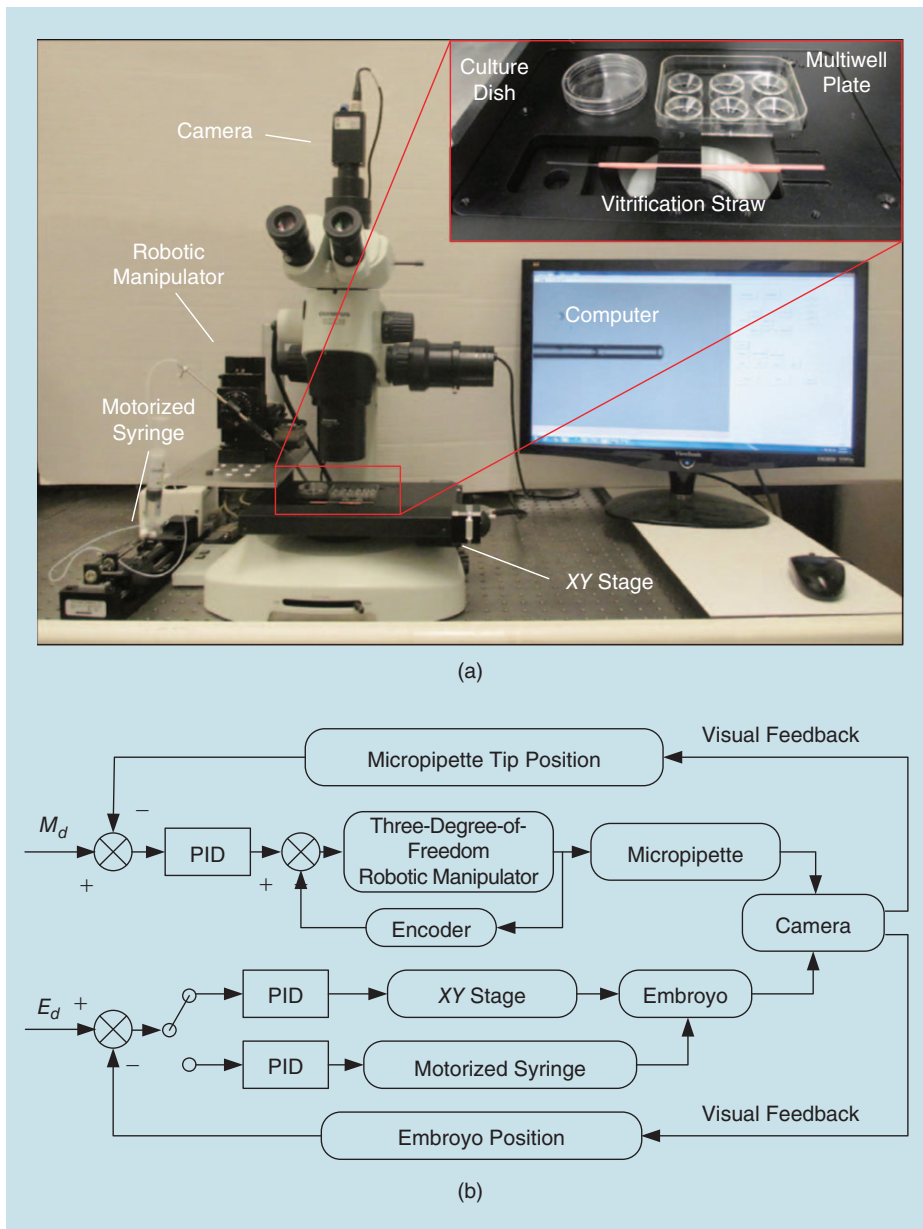 Camera
Culture
Dish
Multiwell
Plate
Vitrification Straw
Robotic
Manipulator
OLYMPUS
Computer
Motorized
Syringe
ViewSonic
XY Stage
(a)
Micropipette Tip Position
Visual Feedback
M_d
−
+
PID
+
−
Three-Degree-of-
Freedom
Robotic Manipulator
Micropipette
Encoder
Camera
E_d
+
−
PID
XY Stage
Embroyo
PID
Motorized Syringe
Embroyo Position
Visual Feedback
(b)